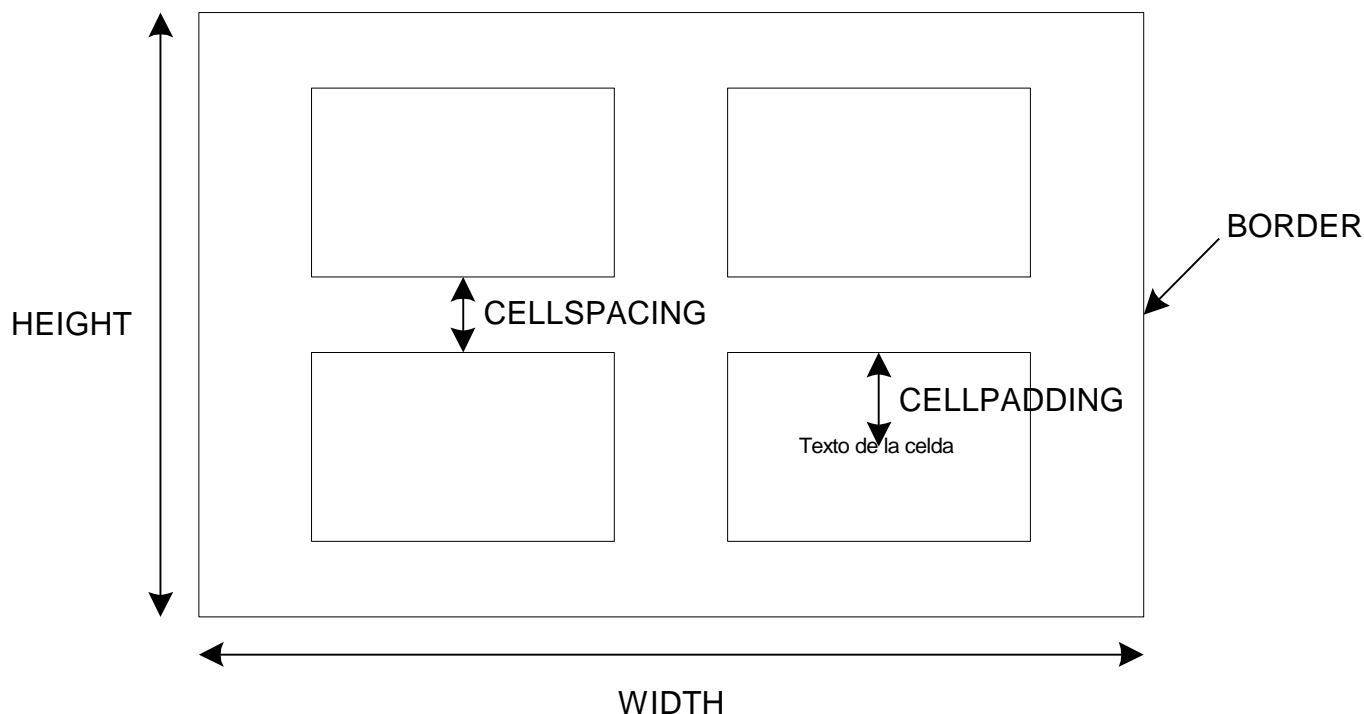 BORDER
CELLSPACING
HEIGHT
CELLPADDING
Texto de la celda
WIDTH